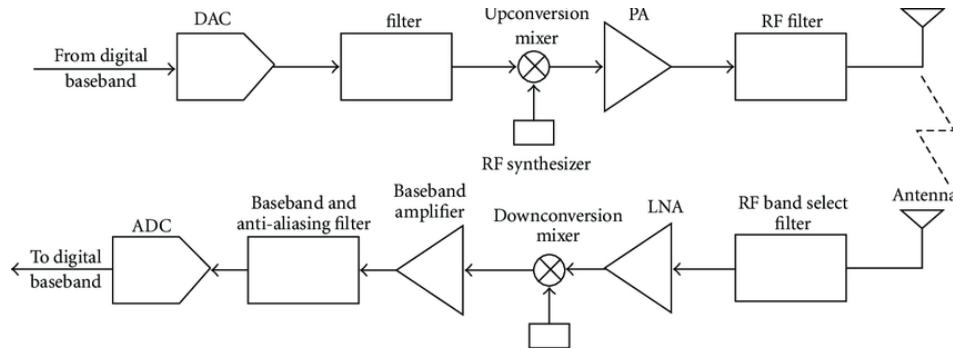 DAC
filter
Upconversion
mixer
PA
RF filter
From digital
baseband
RF synthesizer
Antenna
ADC
Baseband and
anti-aliasing filter
Baseband
amplifier
Downconversion
mixer
LNA
RF band select
filter
To digital
baseband